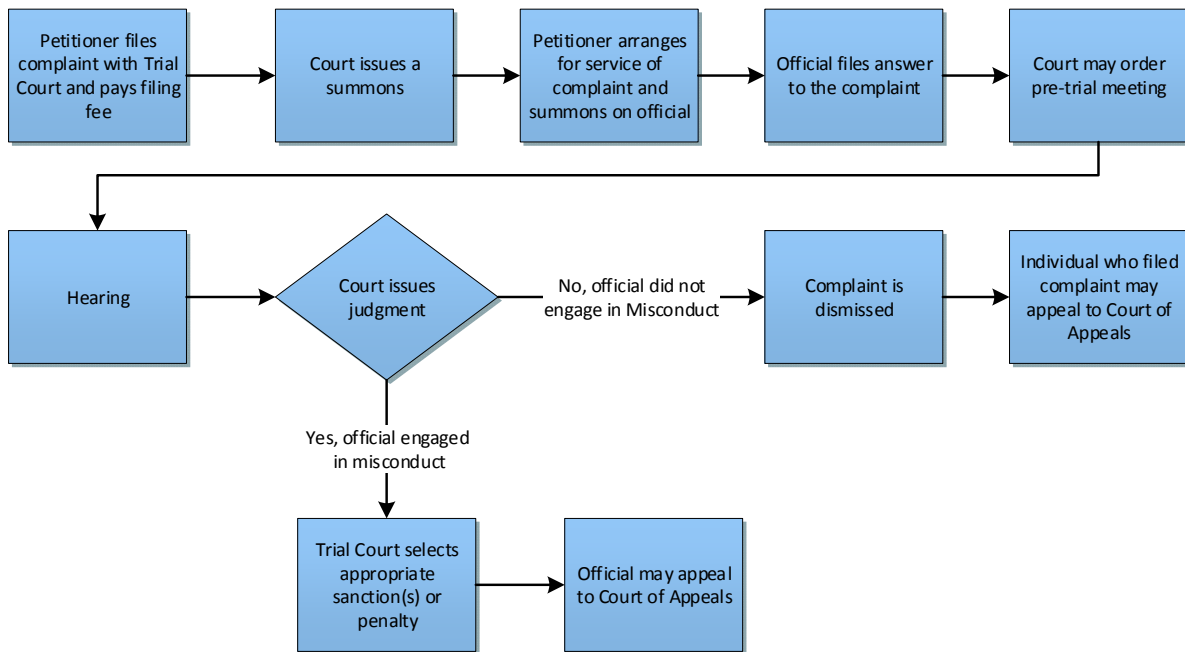 Petitioner files
complaint with Trial
Court and pays filing
fee
Court issues a
summons
Petitioner arranges
for service of
complaint and
summons on official
Official files answer
to the complaint
Court may order
pre-trial meeting
Hearing
Court issues
judgment
No, official did not
engage in Misconduct
Complaint is
dismissed
Individual who filed
complaint may
appeal to Court of
Appeals
Yes, official engaged
in misconduct
Trial Court selects
appropriate
sanction(s) or
penalty
Official may appeal
to Court of Appeals